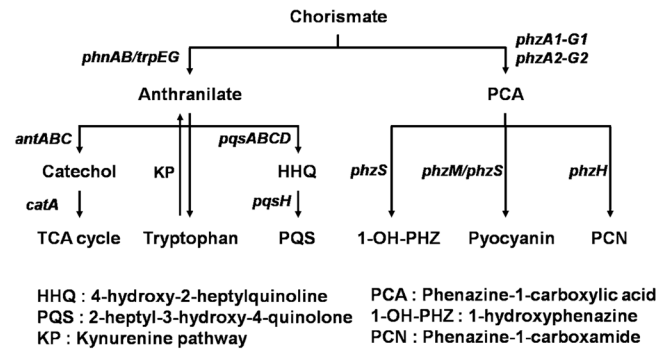 Chorismate
phnAB/trpEG
phzA1-G1
phzA2-G2
Anthranilate
PCA
antABC
pqsABCD
Catechol
KP
HHQ
phzS
phzM/phzS
phzH
catA
pqsH
TCA cycle
Tryptophan
PQS
1-OH-PHZ
Pyocyanin
PCN
HHQ : 4-hydroxy-2-heptylquinoline
PQS : 2-heptyl-3-hydroxy-4-quinolone
KP : Kynurenine pathway
PCA : Phenazine-1-carboxylic acid
1-OH-PHZ : 1-hydroxyphenazine
PCN : Phenazine-1-carboxamide